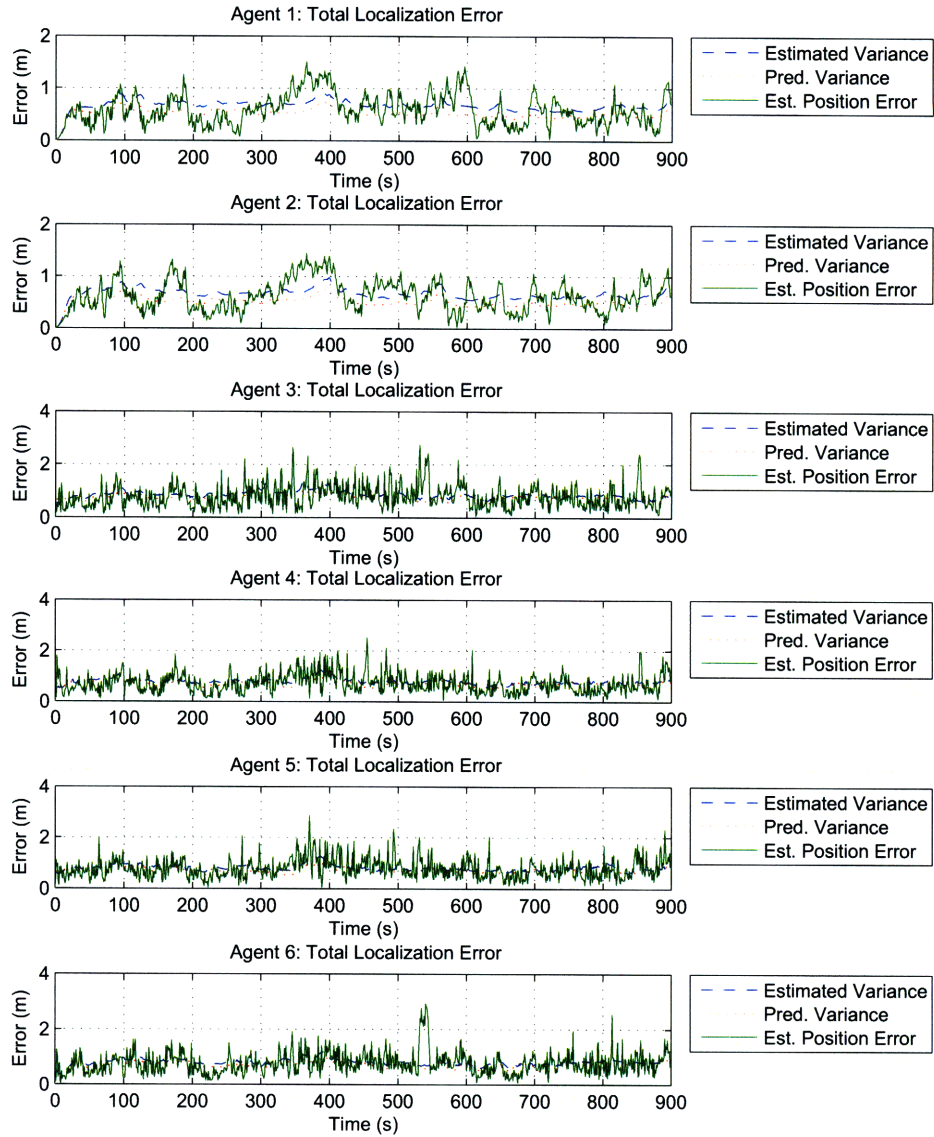 Agent 1: Total Localization Error
2
1
0
Error (m)
0 100 200 300 400 500 600 700 800 900
Time (s)
Estimated Variance
Pred. Variance
Est. Position Error
Agent 2: Total Localization Error
2
1
0
Error (m)
0 100 200 300 400 500 600 700 800 900
Time (s)
Estimated Variance
Pred. Variance
Est. Position Error
Agent 3: Total Localization Error
4
2
0
Error (m)
0 100 200 300 400 500 600 700 800 900
Time (s)
Estimated Variance
Pred. Variance
Est. Position Error
Agent 4: Total Localization Error
4
2
0
Error (m)
0 100 200 300 400 500 600 700 800 900
Time (s)
Estimated Variance
Pred. Variance
Est. Position Error
Agent 5: Total Localization Error
4
2
0
Error (m)
0 100 200 300 400 500 600 700 800 900
Time (s)
Estimated Variance
Pred. Variance
Est. Position Error
Agent 6: Total Localization Error
4
2
0
Error (m)
0 100 200 300 400 500 600 700 800 900
Time (s)
Estimated Variance
Pred. Variance
Est. Position Error